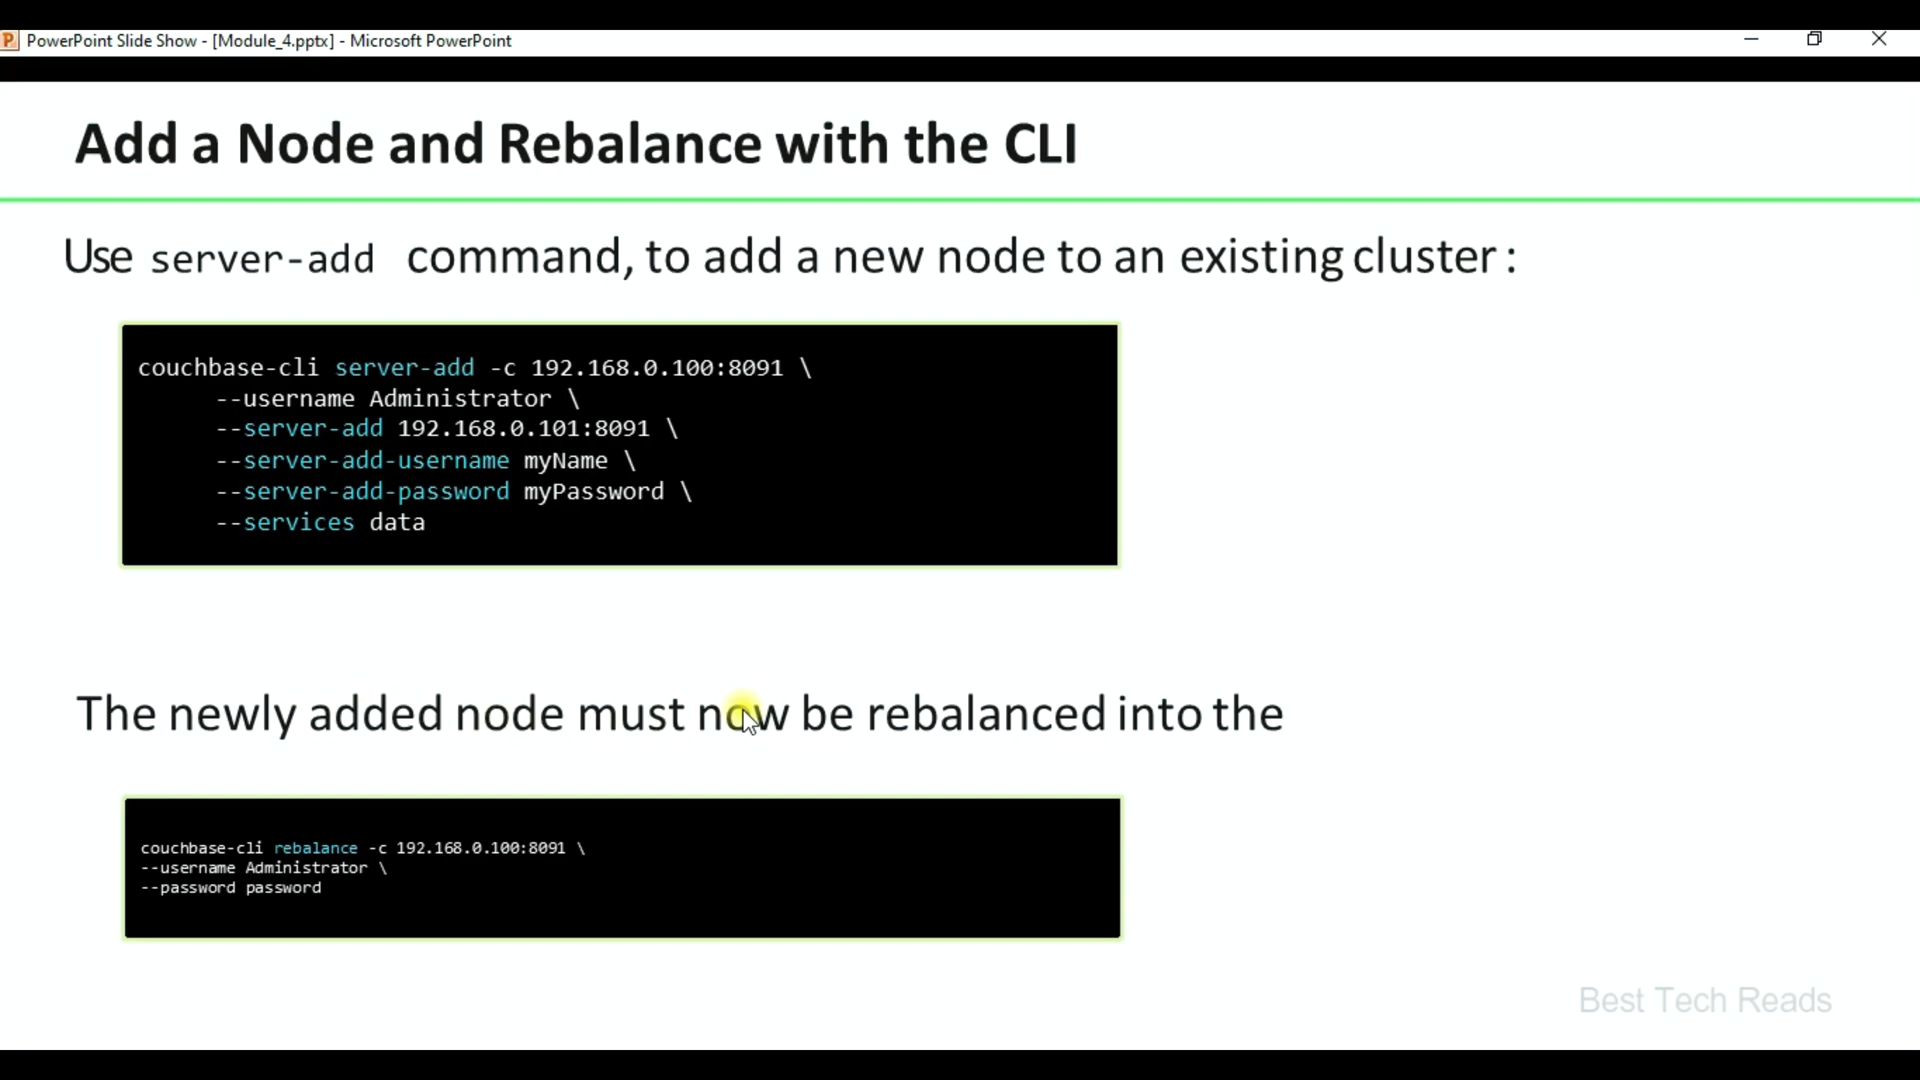 PowerPoint Slide Show - [Module_4.pptx] - Microsoft PowerPoint
Add a Node and Rebalance with the CLI
Use server-add command, to add a new node to an existing cluster :
couchbase-cli server-add -c 192.168.0.100:8091 \
--username Administrator \
--server-add 192.168.0.101:8091 \
--server-add-username myName \
--server-add-password myPassword \
--services data
The newly added node must now be rebalanced into the
couchbase-cli rebalance -c 192.168.0.100:8091 \
--username Administrator \
--password password
Best Tech Reads